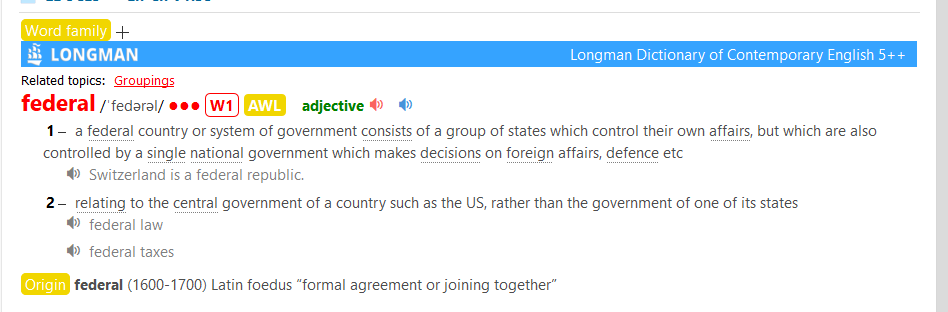 Word family
LONGMAN Longman Dictionary of Contemporary English 5++
Related topics: Groupings
federal /ˈfedərəl/ ●●● W1 AWL adjective
1 – a federal country or system of government consists of a group of states which control their own affairs, but which are also
controlled by a single national government which makes decisions on foreign affairs, defence etc
Switzerland is a federal republic.
2 – relating to the central government of a country such as the US, rather than the government of one of its states
federal law
federal taxes
Origin federal (1600-1700) Latin foedus “formal agreement or joining together”